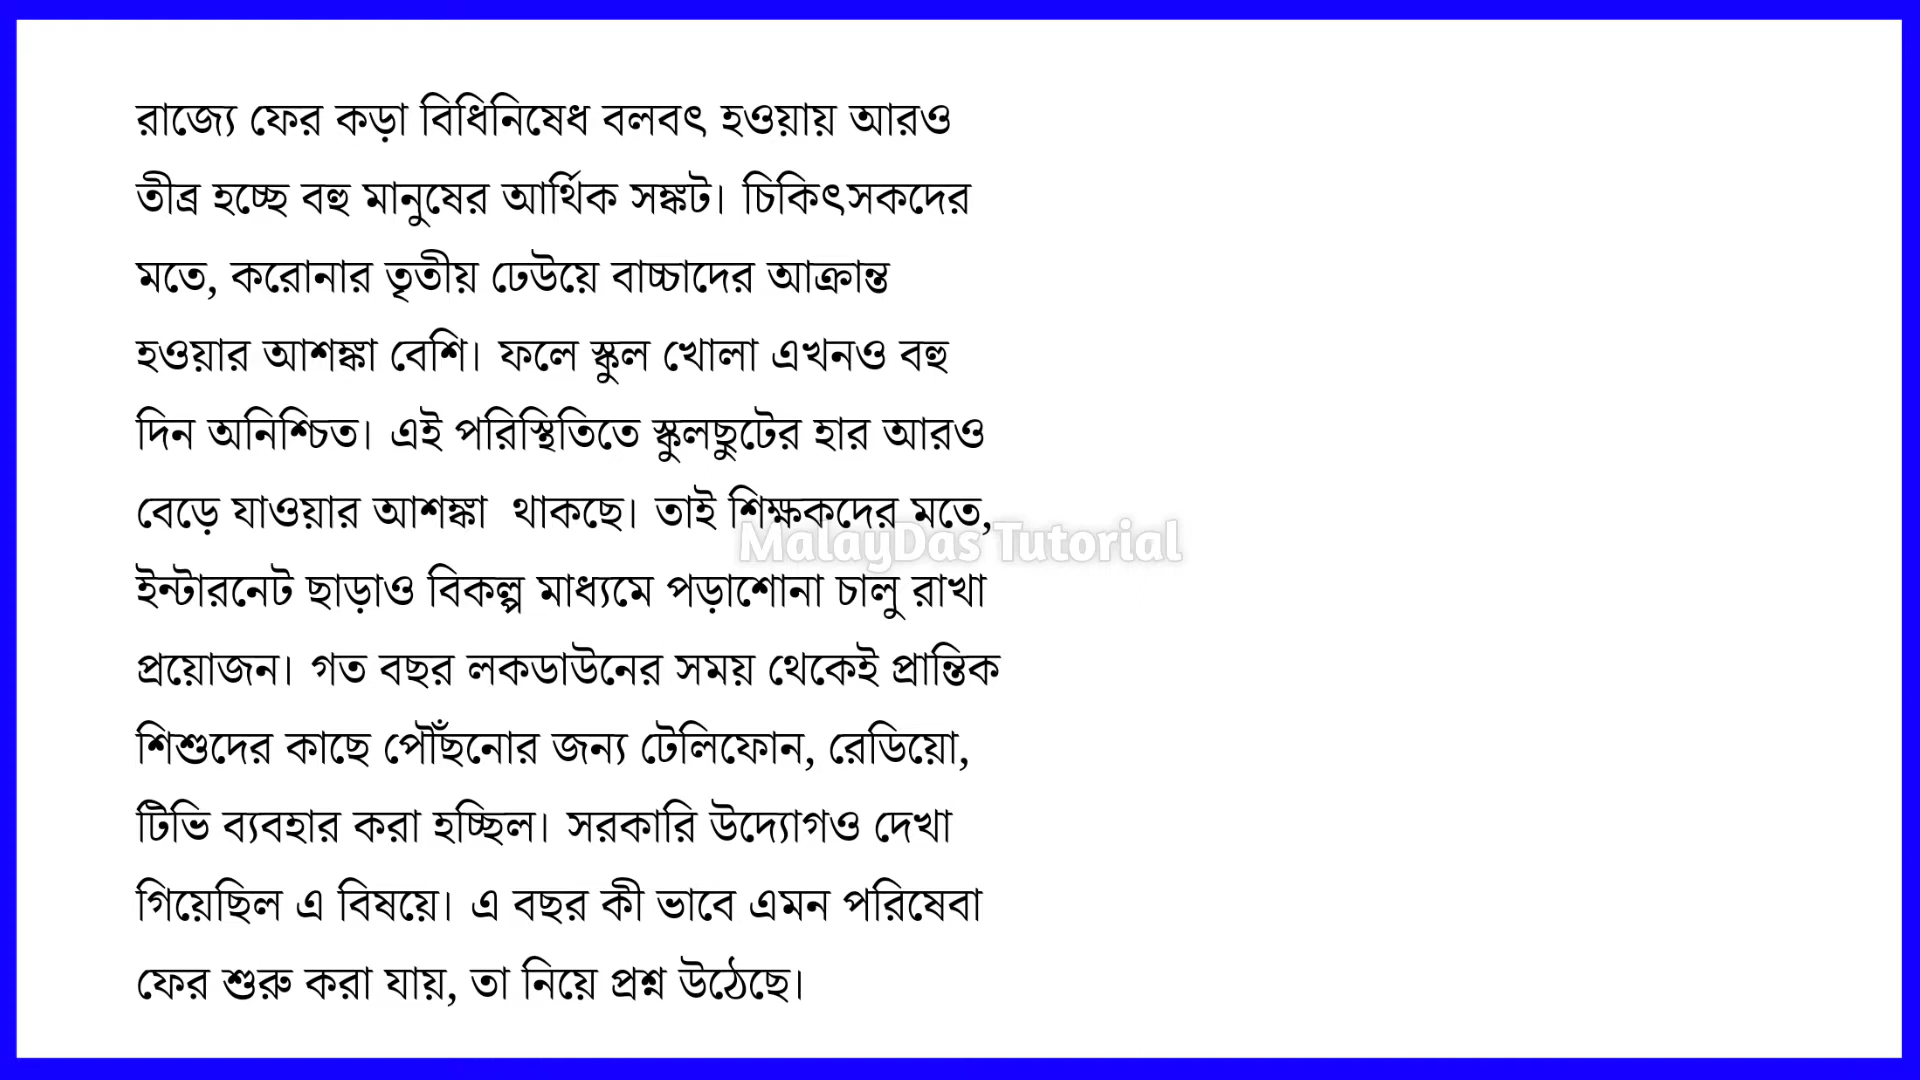 রাজ্যে ফের কড়া বিধিনিষেধ বলবৎ হওয়ায় আরও
তীব্র হচ্ছে বহু মানুষের আর্থিক সঙ্কট। চিকিৎসকদের
মতে, করোনার তৃতীয় ঢেউয়ে বাচ্চাদের আক্রান্ত
হওয়ার আশঙ্কা বেশি। ফলে স্কুল খোলা এখনও বহু
দিন অনিশ্চিত। এই পরিস্থিতিতে স্কুলছুটের হার আরও
বেড়ে যাওয়ার আশঙ্কা থাকছে। তাই শিক্ষকদের মতে,
MalayDas Tutorial
ইন্টারনেট ছাড়াও বিকল্প মাধ্যমে পড়াশোনা চালু রাখা
প্রয়োজন। গত বছর লকডাউনের সময় থেকেই প্রান্তিক
শিশুদের কাছে পৌঁছনোর জন্য টেলিফোন, রেডিয়ো,
টিভি ব্যবহার করা হচ্ছিল। সরকারি উদ্যোগও দেখা
গিয়েছিল এ বিষয়ে। এ বছর কী ভাবে এমন পরিষেবা
ফের শুরু করা যায়, তা নিয়ে প্রশ্ন উঠেছে।